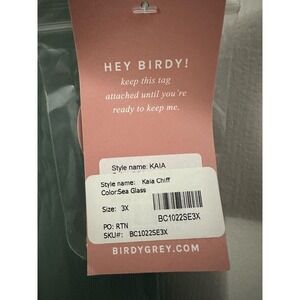 HEY BIRDY!
keep this tag
attached until you're
ready to keep me.
Style name: KAIA
Style name: Kaia Chiff
Color:Sea Glass
Size: 3X
BC1022SE3X
PO: RTN
SKU#: BC1022SE3X
BIRDYGREY.COM